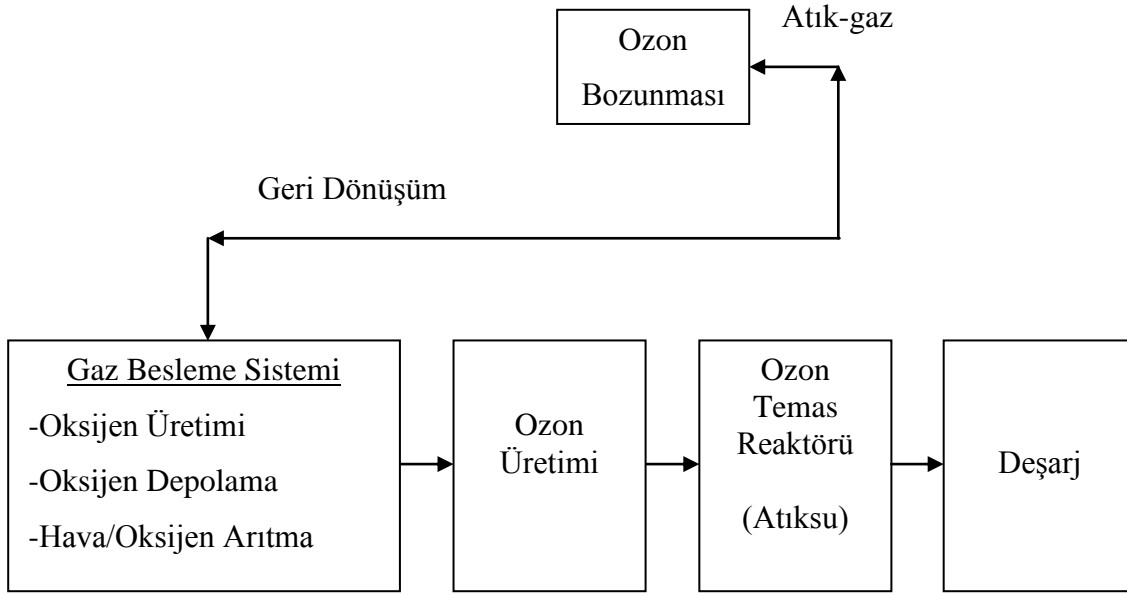 Atık-gaz
Ozon
Bozunması
Geri Dönüşüm
Gaz Besleme Sistemi
-Oksijen Üretimi
-Oksijen Depolama
-Hava/Oksijen Arıtma
Ozon
Üretimi
Ozon
Temas
Reaktörü
(Atıksu)
Deşarj